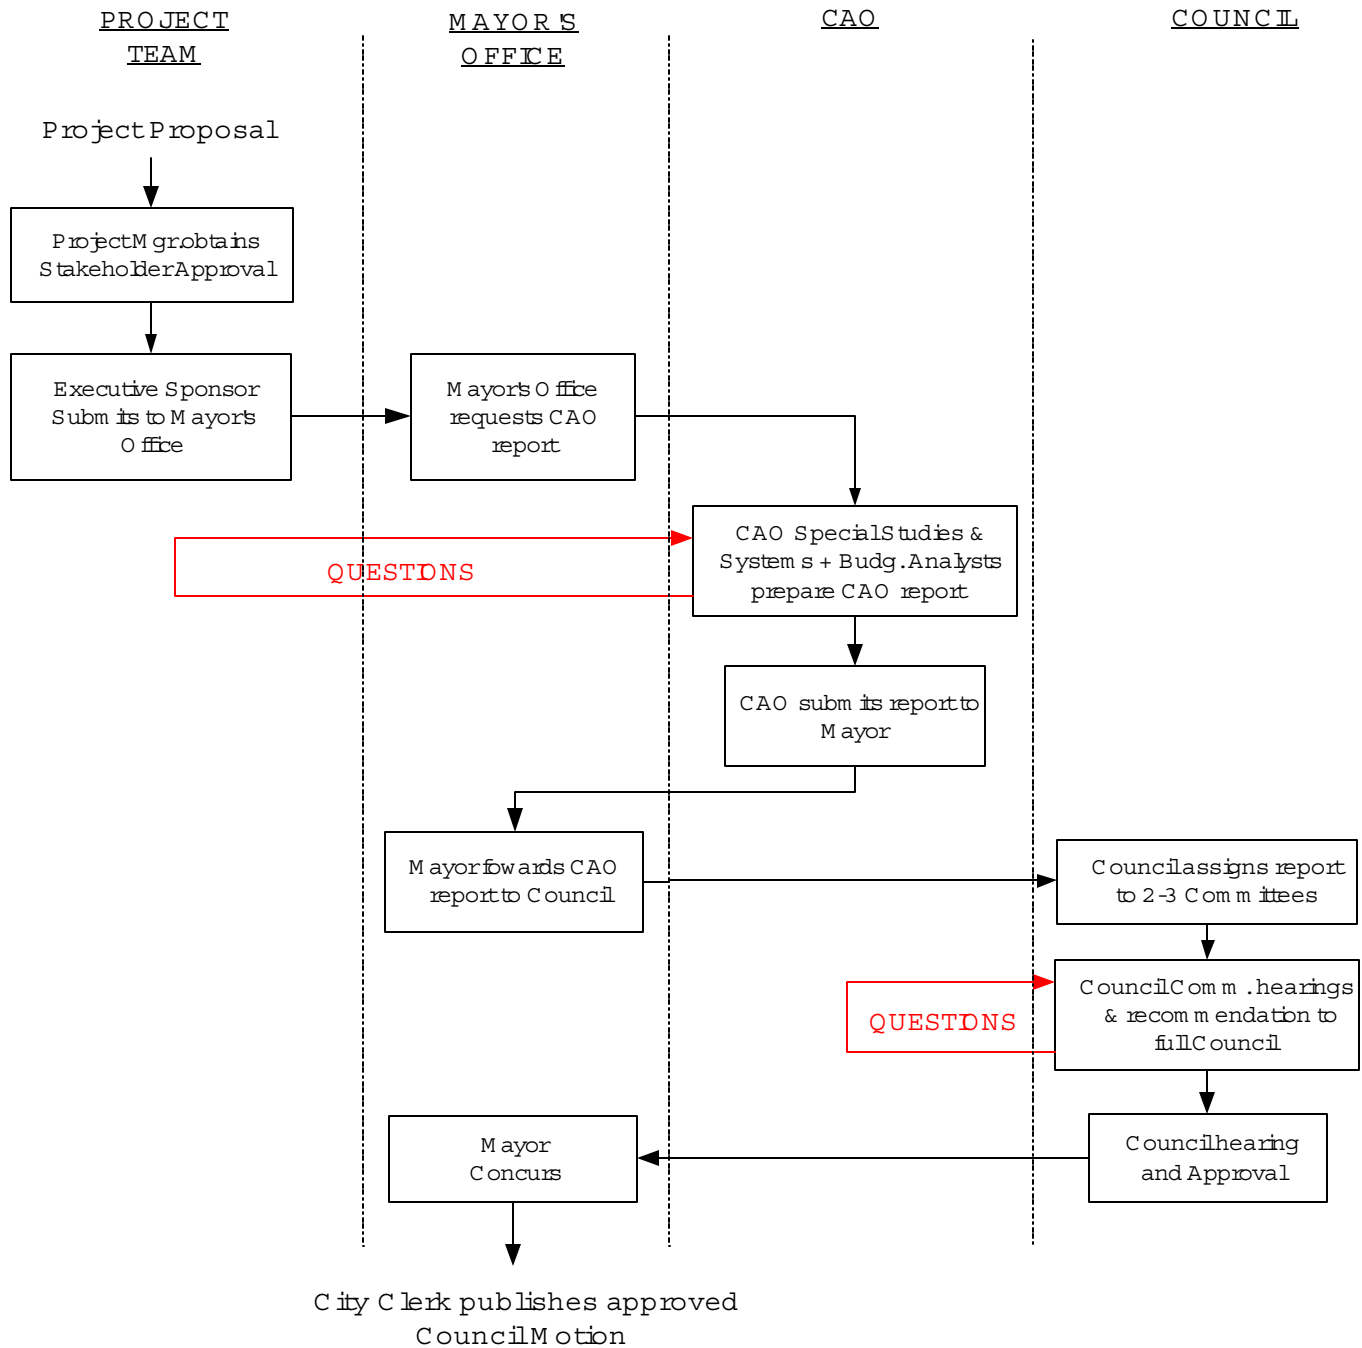 PROJECT
TEAM
MAYOR'S
OFFICE
CAO
COUNCIL
Project Proposal
Project Mgr. obtains
Stakeholder Approval
Executive Sponsor
Submits to Mayor's
Office
Mayor's Office
requests CAO
report
CAO Special Studies &
Systems + Budg. Analysts
prepare CAO report
QUESTIONS
CAO submits report to
Mayor
Mayor fowards CAO
report to Council
Council assigns report
to 2-3 Committees
Council Comm. hearings
& recommendation to
full Council
QUESTIONS
Council hearing
and Approval
Mayor
Concurs
City Clerk publishes approved
Council Motion